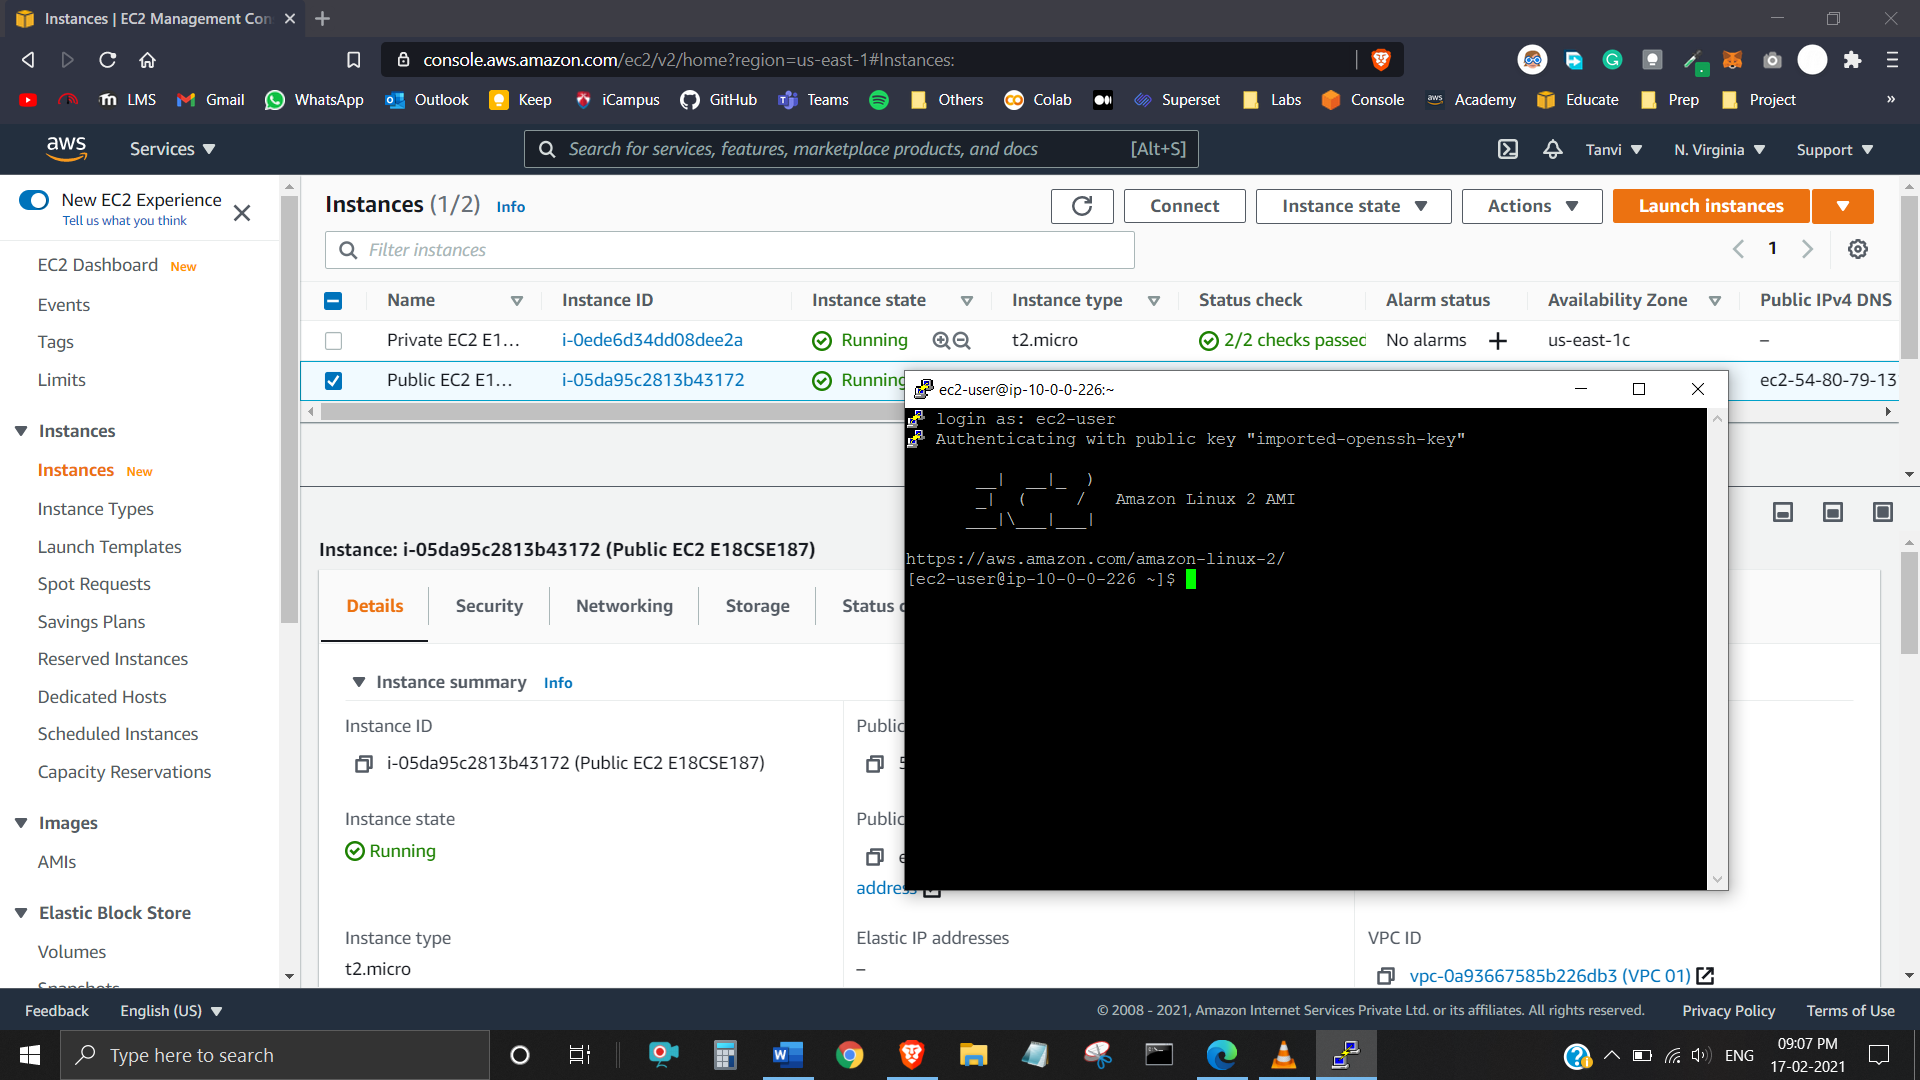 Instances | EC2 Management Con
console.aws.amazon.com/ec2/v2/home?region=us-east-1#Instances:
LMS Gmail WhatsApp Outlook Keep iCampus GitHub Teams Others Colab Superset Labs Console aws Academy Educate Prep Project »
aws Services Search for services, features, marketplace products, and docs [Alt+S] Tanvi N. Virginia Support
New EC2 Experience
Tell us what you think
EC2 Dashboard New
Events
Tags
Limits
Instances
Instances New
Instance Types
Launch Templates
Spot Requests
Savings Plans
Reserved Instances
Dedicated Hosts
Scheduled Instances
Capacity Reservations
Images
AMIs
Elastic Block Store
Volumes
Snapshots
Instances (1/2) Info Connect Instance state Actions Launch instances
Filter instances 1
Name Instance ID Instance state Instance type Status check Alarm status Availability Zone Public IPv4 DNS
Private EC2 E1... i-0ede6d34dd08dee2a Running t2.micro 2/2 checks passed No alarms + us-east-1c –
Public EC2 E1... i-05da95c2813b43172 Running ec2-54-80-79-13
Instance: i-05da95c2813b43172 (Public EC2 E18CSE187)
Details Security Networking Storage Status c
Instance summary Info
Instance ID
i-05da95c2813b43172 (Public EC2 E18CSE187)
Public
5
Instance state
Running
Public
e
address
Instance type
t2.micro
Elastic IP addresses
–
VPC ID
vpc-0a93667585b226db3 (VPC 01)
ec2-user@ip-10-0-0-226:~
login as: ec2-user
Authenticating with public key "imported-openssh-key"
__|  __|_  )
_|  (     /   Amazon Linux 2 AMI
___|\___|___|
https://aws.amazon.com/amazon-linux-2/
[ec2-user@ip-10-0-0-226 ~]$
Feedback English (US) © 2008 - 2021, Amazon Internet Services Private Ltd. or its affiliates. All rights reserved. Privacy Policy Terms of Use
Type here to search ENG 09:07 PM
17-02-2021